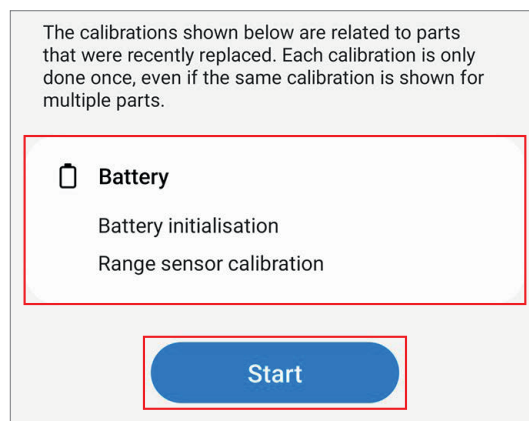 The calibrations shown below are related to parts
that were recently replaced. Each calibration is only
done once, even if the same calibration is shown for
multiple parts.
Battery
Battery initialisation
Range sensor calibration
Start